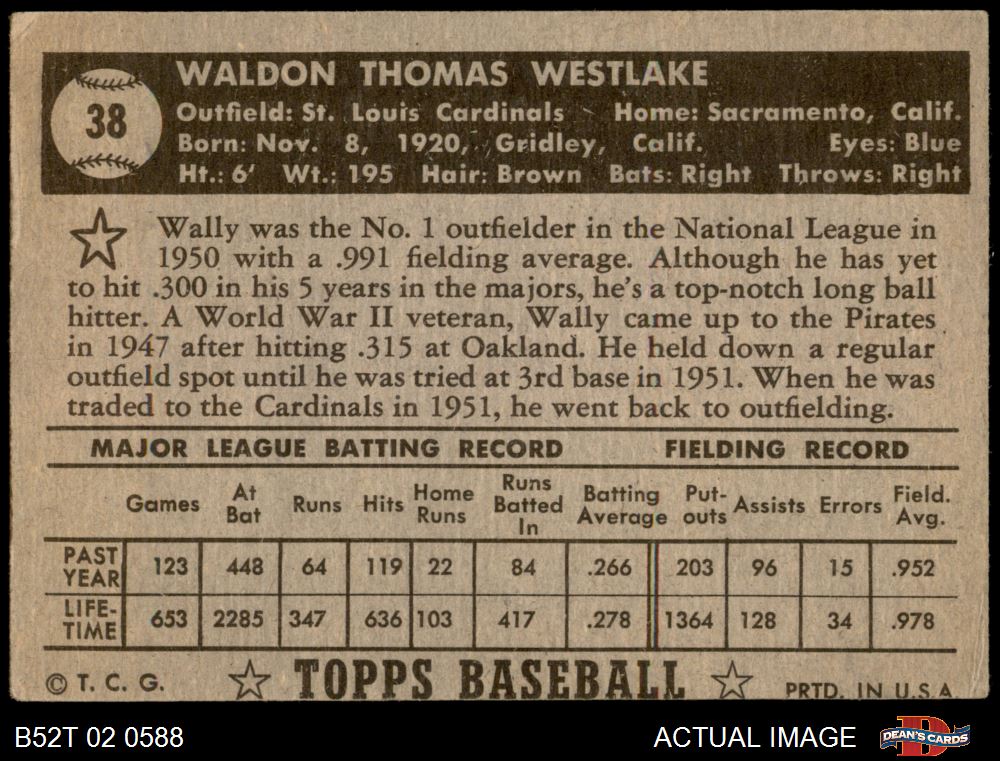 38
WALDON THOMAS WESTLAKE
Outfield: St. Louis Cardinals Home: Sacramento, Calif.
Born: Nov. 8, 1920, Gridley, Calif. Eyes: Blue
Ht.: 6' Wt.: 195 Hair: Brown Bats: Right Throws: Right
Wally was the No. 1 outfielder in the National League in
1950 with a .991 fielding average. Although he has yet
to hit .300 in his 5 years in the majors, he's a top-notch long ball
hitter. A World War II veteran, Wally came up to the Pirates
in 1947 after hitting .315 at Oakland. He held down a regular
outfield spot until he was tried at 3rd base in 1951. When he was
traded to the Cardinals in 1951, he went back to outfielding.
MAJOR LEAGUE BATTING RECORD FIELDING RECORD
Games At Bat Runs Hits Home Runs Runs Batted In Batting Average Put-outs Assists Errors Field. Avg.
PAST YEAR 123 448 64 119 22 84 .266 203 96 15 .952
LIFE-TIME 653 2285 347 636 103 417 .278 1364 128 34 .978
© T. C. G. TOPPS BASEBALL PRTD. IN U.S.A.
B52T 02 0588 ACTUAL IMAGE DEAN'S CARDS